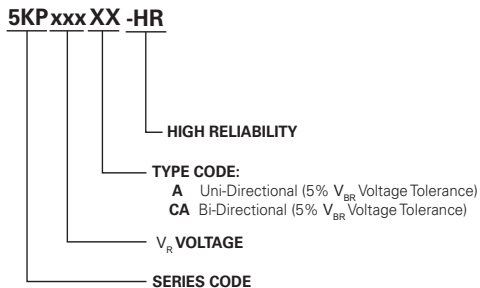 5KPxxxXX-HR
HIGH RELIABILITY
TYPE CODE:
A Uni-Directional (5% VBR Voltage Tolerance)
CA Bi-Directional (5% VBR Voltage Tolerance)
VR VOLTAGE
SERIES CODE